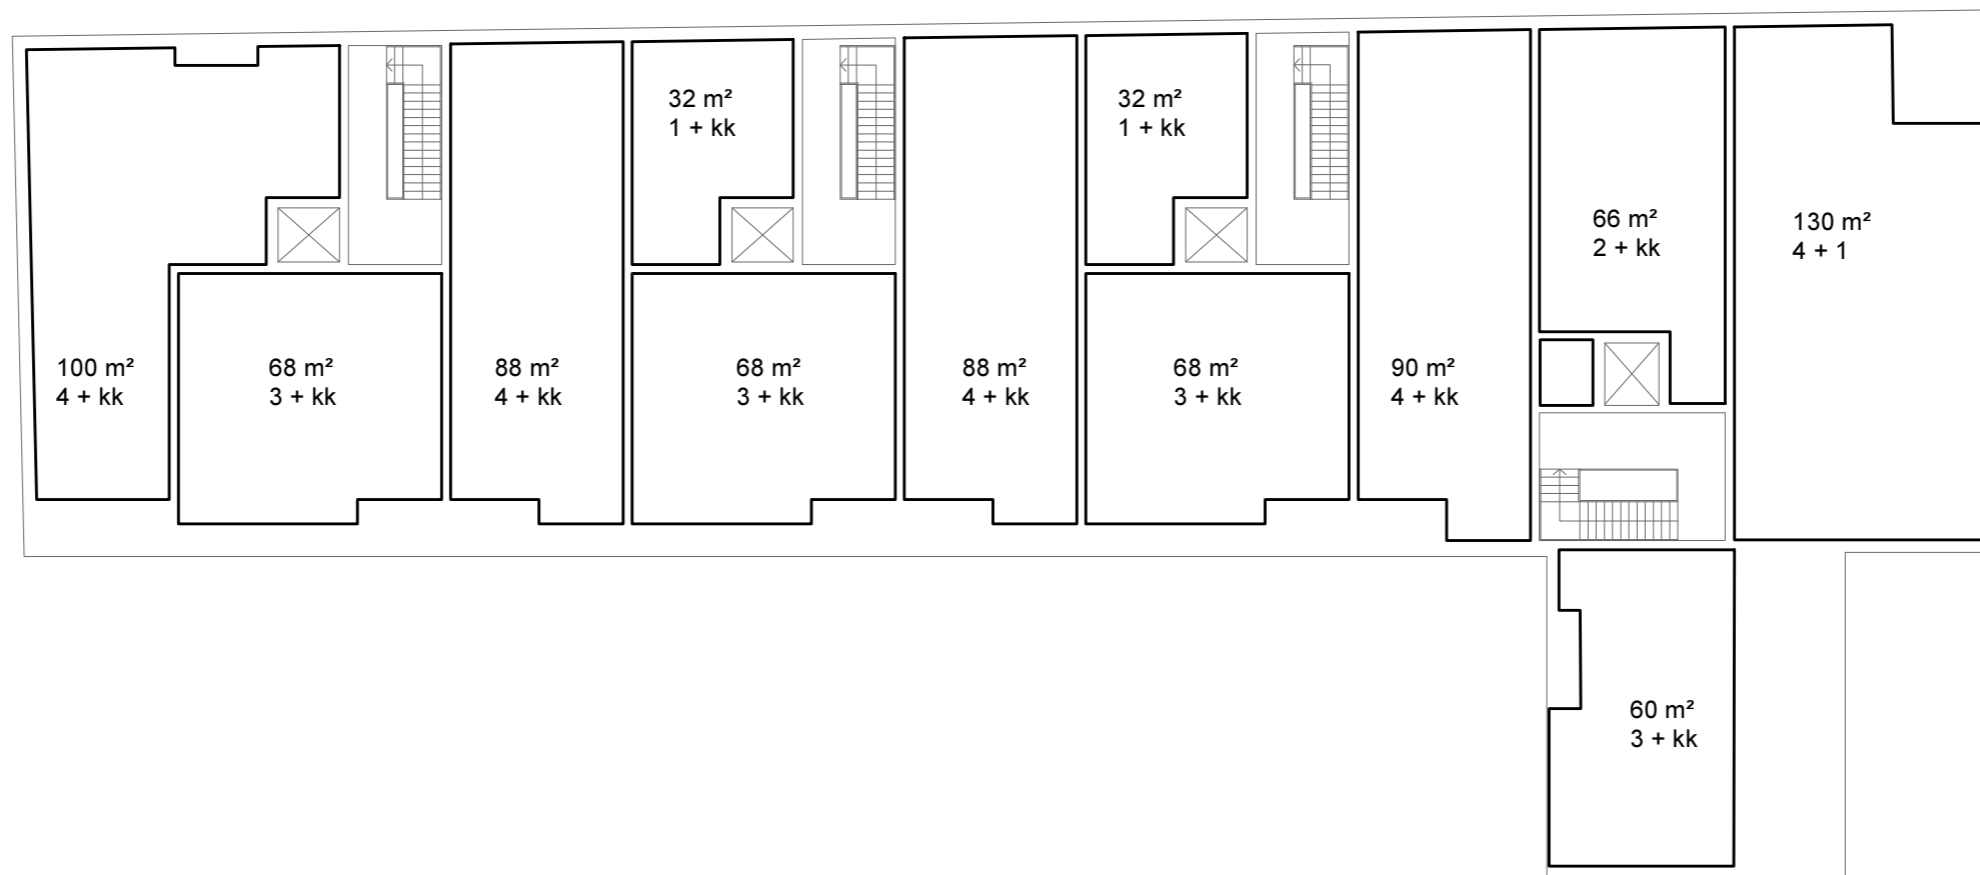 32 m²
1 + kk
32 m²
1 + kk
66 m²
2 + kk
130 m²
4 + 1
100 m²
4 + kk
68 m²
3 + kk
88 m²
4 + kk
68 m²
3 + kk
88 m²
4 + kk
68 m²
3 + kk
90 m²
4 + kk
60 m²
3 + kk